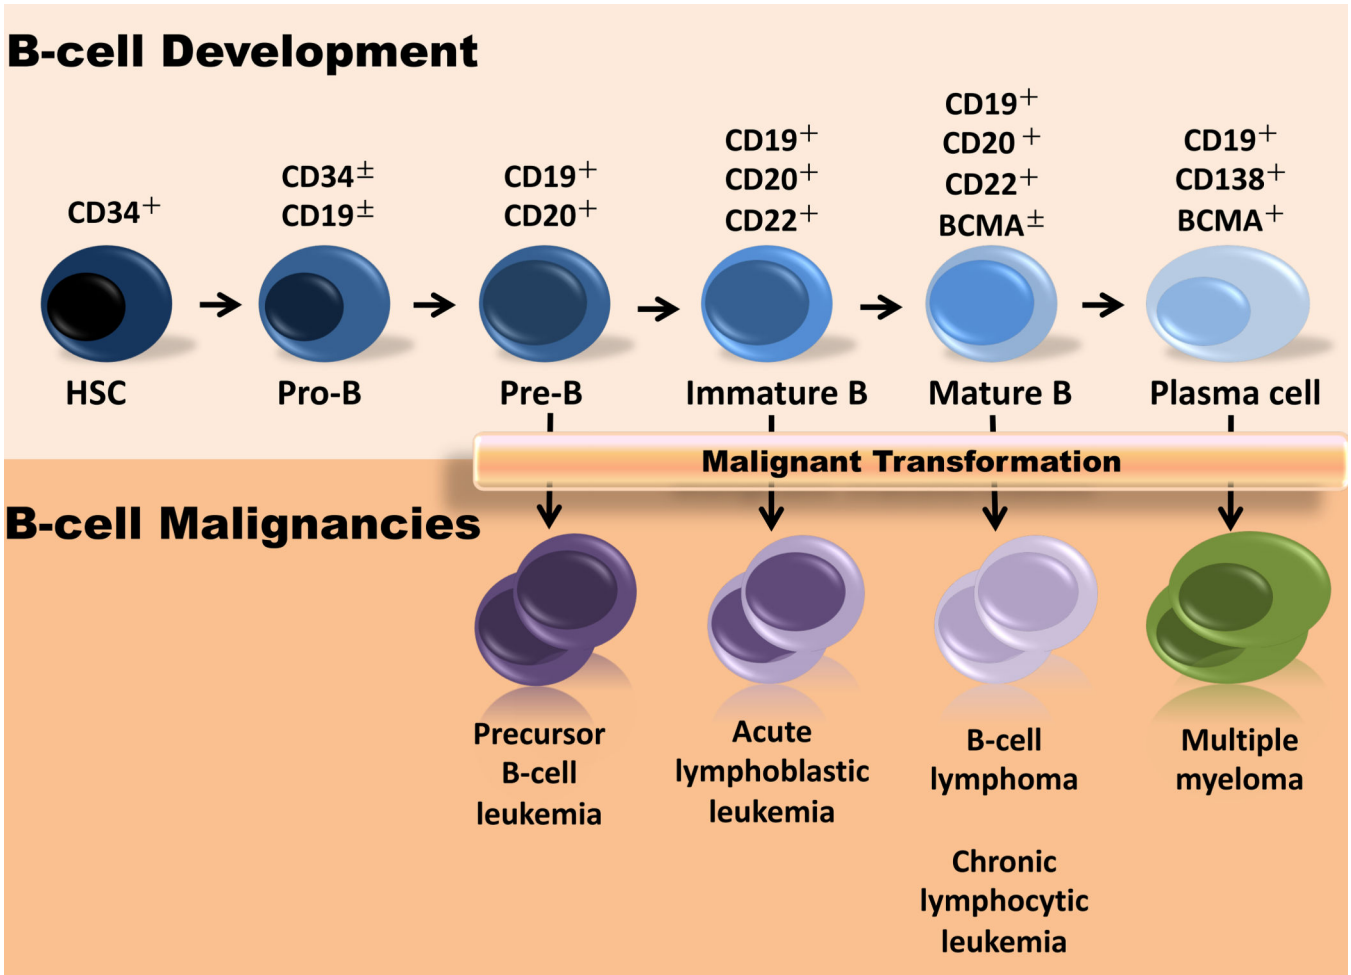 B-cell Development
CD34+
CD34±
CD19±
CD19+
CD20+
CD19+
CD20+
CD22+
CD19+
CD20 +
CD22+
BCMA±
CD19+
CD138+
BCMA+
HSC
Pro-B
Pre-B
Immature B
Mature B
Plasma cell
Malignant Transformation
B-cell Malignancies
Precursor
B-cell
leukemia
Acute
lymphoblastic
leukemia
B-cell
lymphoma
Chronic
lymphocytic
leukemia
Multiple
myeloma